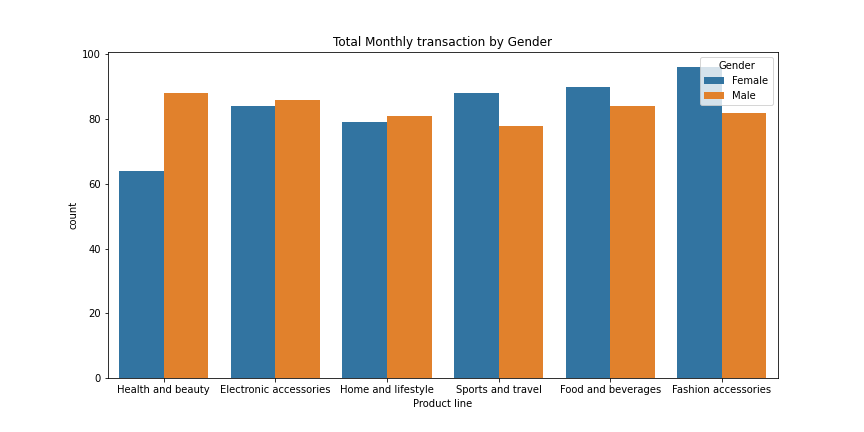 Total Monthly transaction by Gender
100
80
60
40
20
0
count
Gender
Female
Male
Health and beauty Electronic accessories Home and lifestyle Sports and travel Food and beverages Fashion accessories
Product line